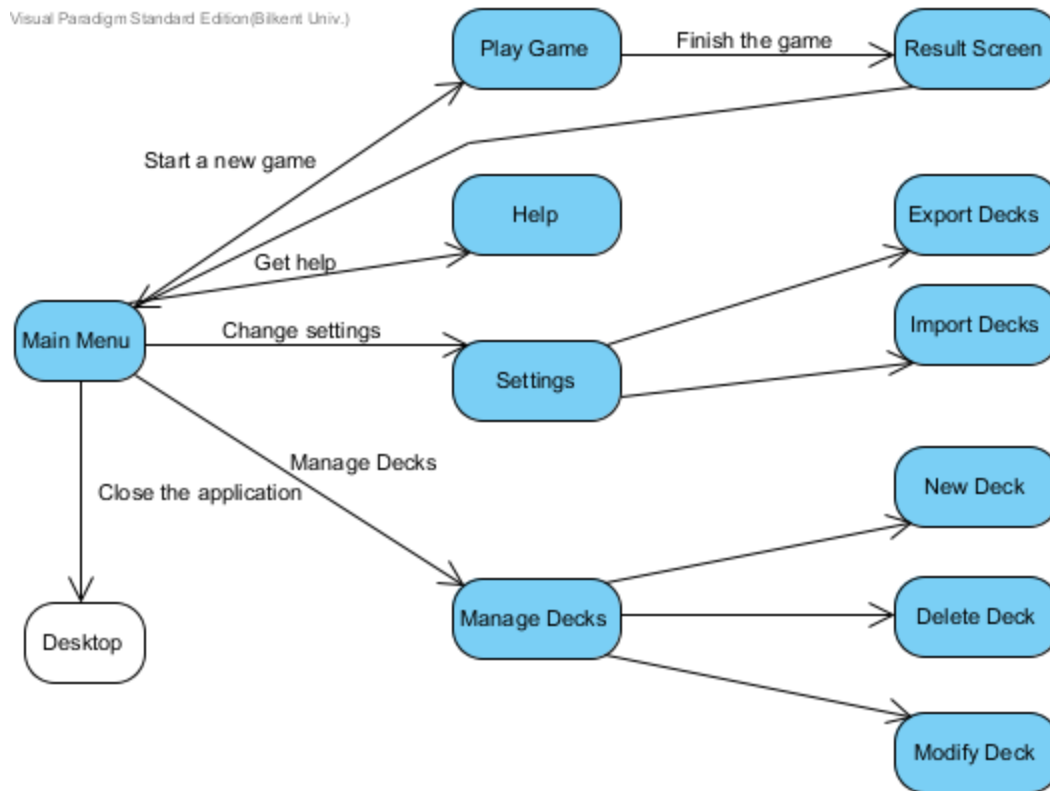 Visual Paradigm Standard Edition(Bilkent Univ.)
Play Game
Finish the game
Result Screen
Start a new game
Help
Export Decks
Get help
Main Menu
Change settings
Import Decks
Settings
Manage Decks
New Deck
Close the application
Desktop
Manage Decks
Delete Deck
Modify Deck